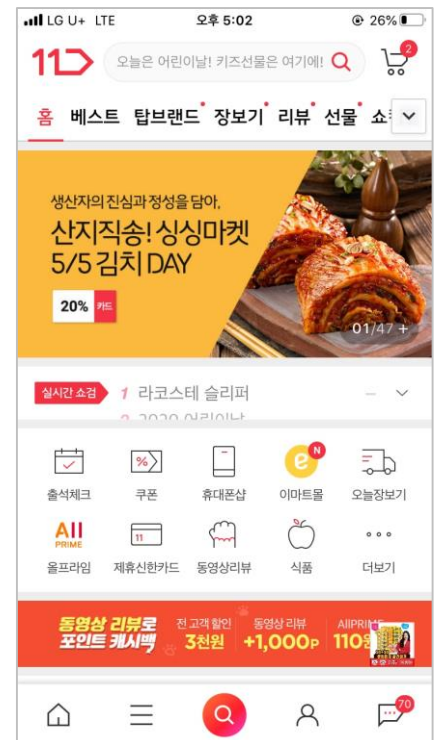 LG U+ LTE 오후 5:02 26%
11 오늘은 어린이날! 키즈선물은 여기에! 2
홈 베스트 탑브랜드 장보기 리뷰 선물
생산자의 진심과 정성을 담아,
산지직송! 싱싱마켓
5/5 김치 DAY
20% 카드
01/47 +
실시간 쇼검 1 라코스테 슬리퍼
2 2020 어린이날
% e N
출석체크 쿠폰 휴대폰샵 이마트몰 오늘장보기
All
PRIME 11
올프라임 제휴신한카드 동영상리뷰 식품 더보기
동영상 리뷰로 전 고객 할인 동영상 리뷰
포인트 캐시백 3천원 +1,000P
70